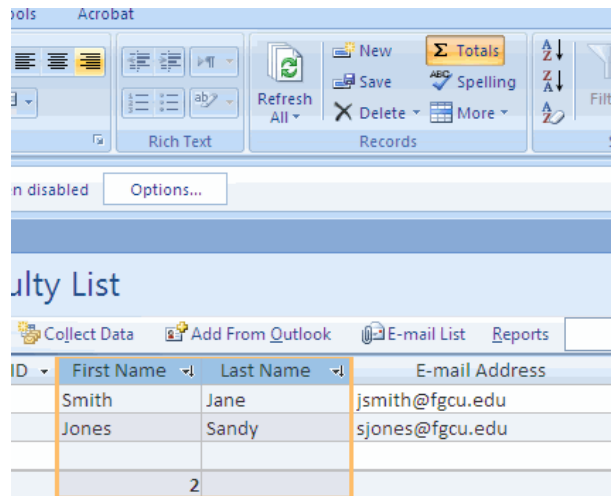 ools Acrobat
New Σ Totals
Save ABC Spelling
Refresh All
Delete More
Filt
Rich Text Records
n disabled Options...
ulty List
Collect Data Add From Outlook E-mail List Reports
ID First Name Last Name E-mail Address
Smith Jane jsmith@fgcu.edu
Jones Sandy sjones@fgcu.edu
2